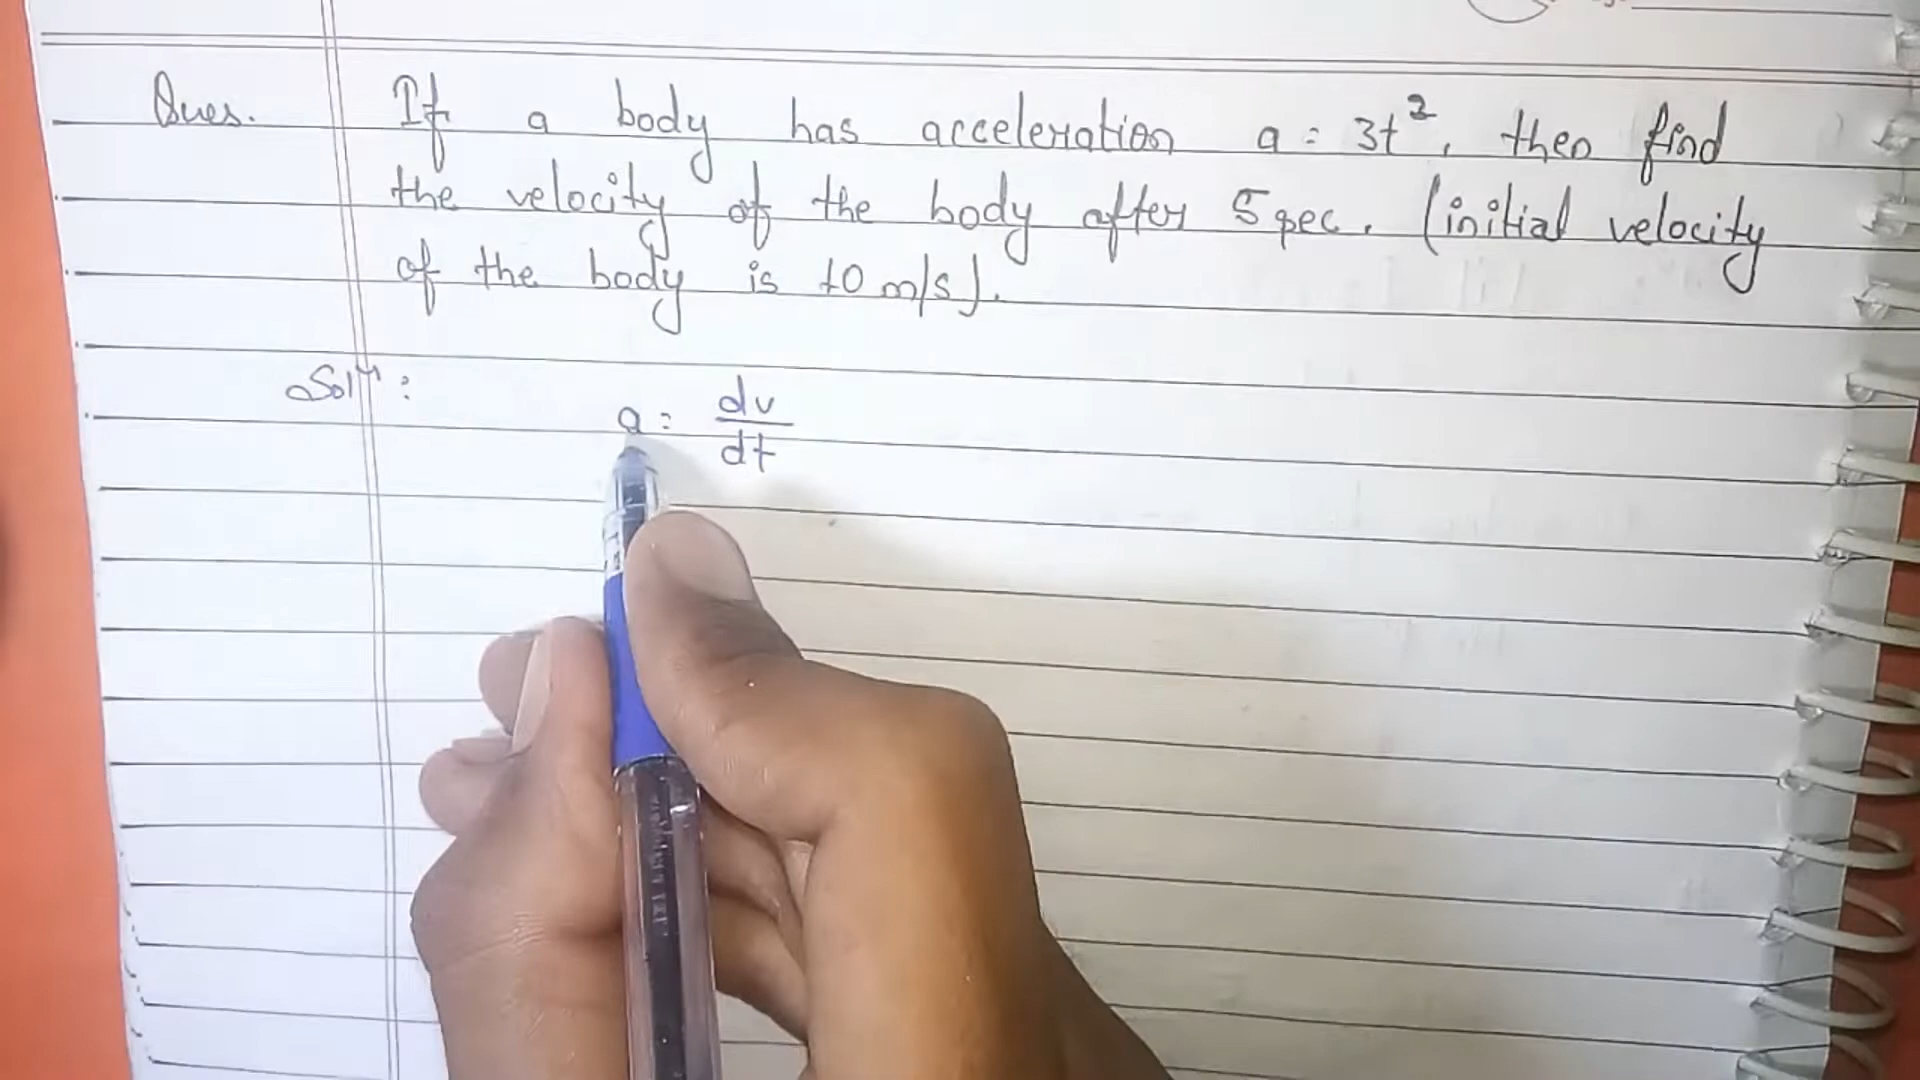 Ques. If a body has acceleration a = 3t², then find
the velocity of the body after 5 sec. (initial velocity
of the body is 10 m/s).
Solⁿ : a = dv/dt